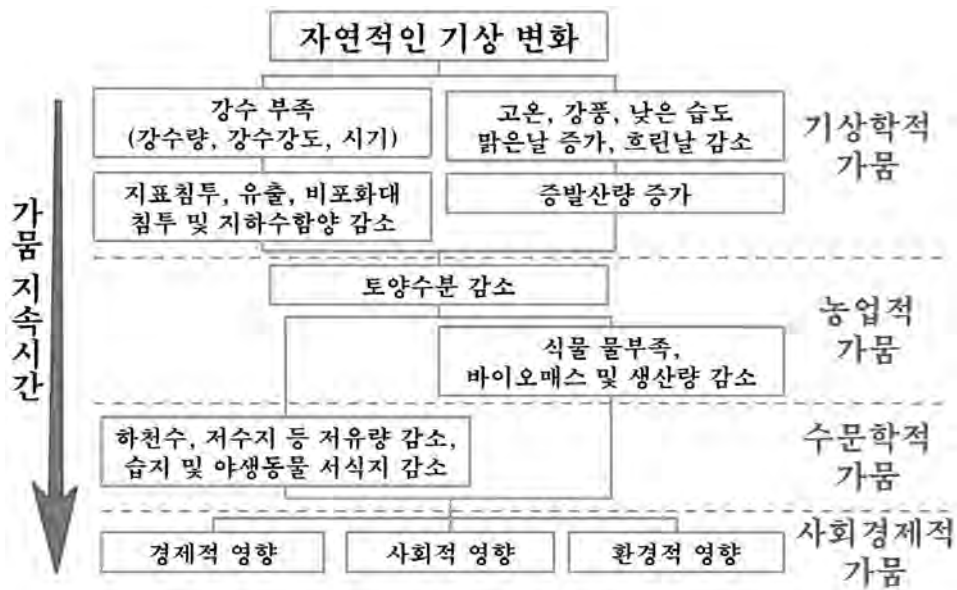 자연적인 기상 변화
강수 부족
(강수량, 강수강도, 시기)
고온, 강풍, 낮은 습도
맑은날 증가, 흐린날 감소
기상학적
가뭄
지표침투, 유출, 비포화대
침투 및 지하수함양 감소
증발산량 증가
가뭄 지속시간
토양수분 감소
농업적
가뭄
식물 물부족,
바이오매스 및 생산량 감소
하천수, 저수지 등 저유량 감소,
습지 및 야생동물 서식지 감소
수문학적
가뭄
경제적 영향
사회적 영향
환경적 영향
사회경제적
가뭄